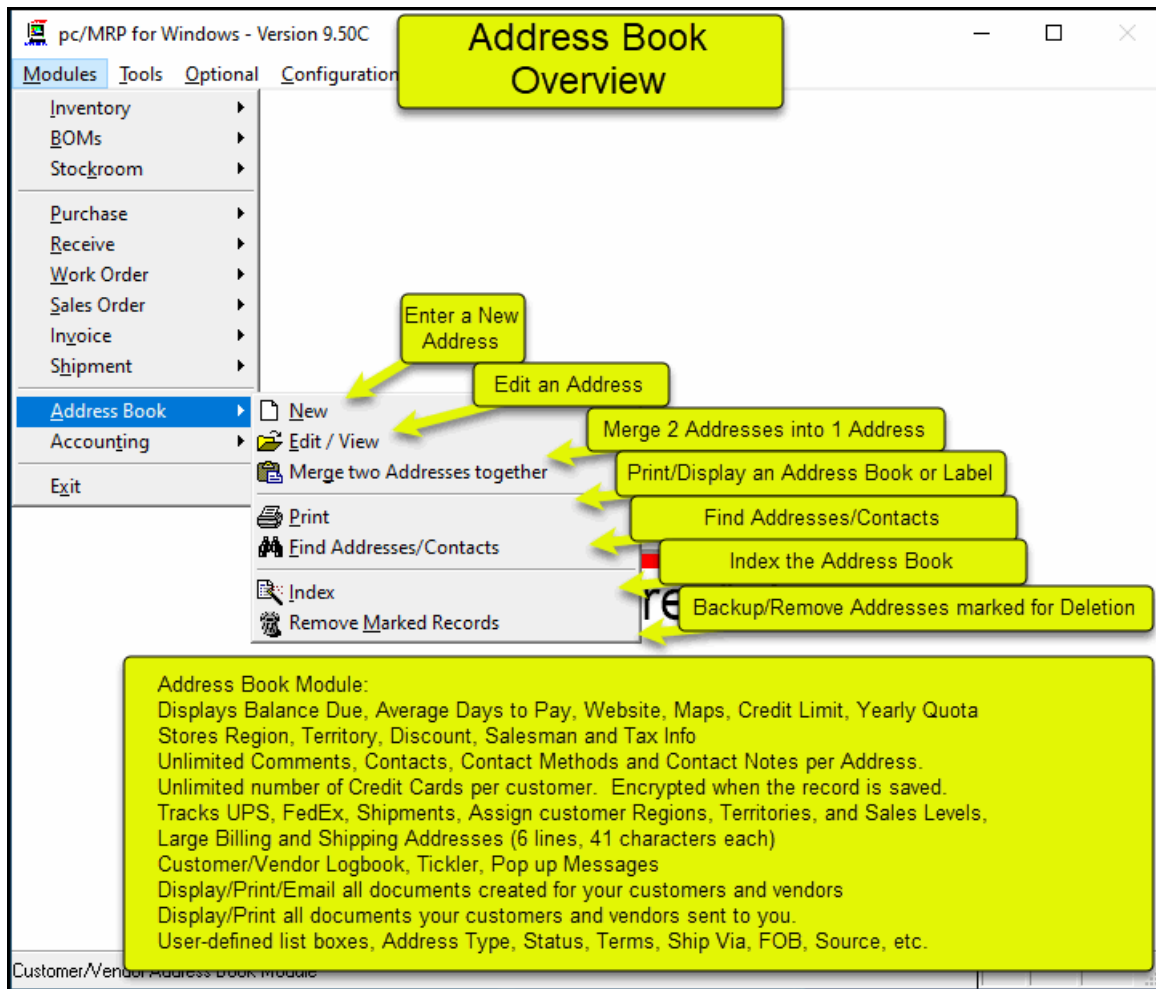 pc/MRP for Windows - Version 9.50C
Address Book
Overview
Modules Tools Optional Configuration
Inventory
BOMs
Stockroom
Purchase
Receive
Work Order
Sales Order
Invoice
Shipment
Address Book
Accounting
Exit
Enter a New
Address
Edit an Address
Merge 2 Addresses into 1 Address
Print/Display an Address Book or Label
Find Addresses/Contacts
Index the Address Book
Backup/Remove Addresses marked for Deletion
New
Edit / View
Merge two Addresses together
Print
Find Addresses/Contacts
Index
Remove Marked Records
Address Book Module:
Displays Balance Due, Average Days to Pay, Website, Maps, Credit Limit, Yearly Quota
Stores Region, Territory, Discount, Salesman and Tax Info
Unlimited Comments, Contacts, Contact Methods and Contact Notes per Address.
Unlimited number of Credit Cards per customer. Encrypted when the record is saved.
Tracks UPS, FedEx, Shipments, Assign customer Regions, Territories, and Sales Levels,
Large Billing and Shipping Addresses (6 lines, 41 characters each)
Customer/Vendor Logbook, Tickler, Pop up Messages
Display/Print/Email all documents created for your customers and vendors
Display/Print all documents your customers and vendors sent to you.
User-defined list boxes, Address Type, Status, Terms, Ship Via, FOB, Source, etc.
Customer/Vendor Address Book Module